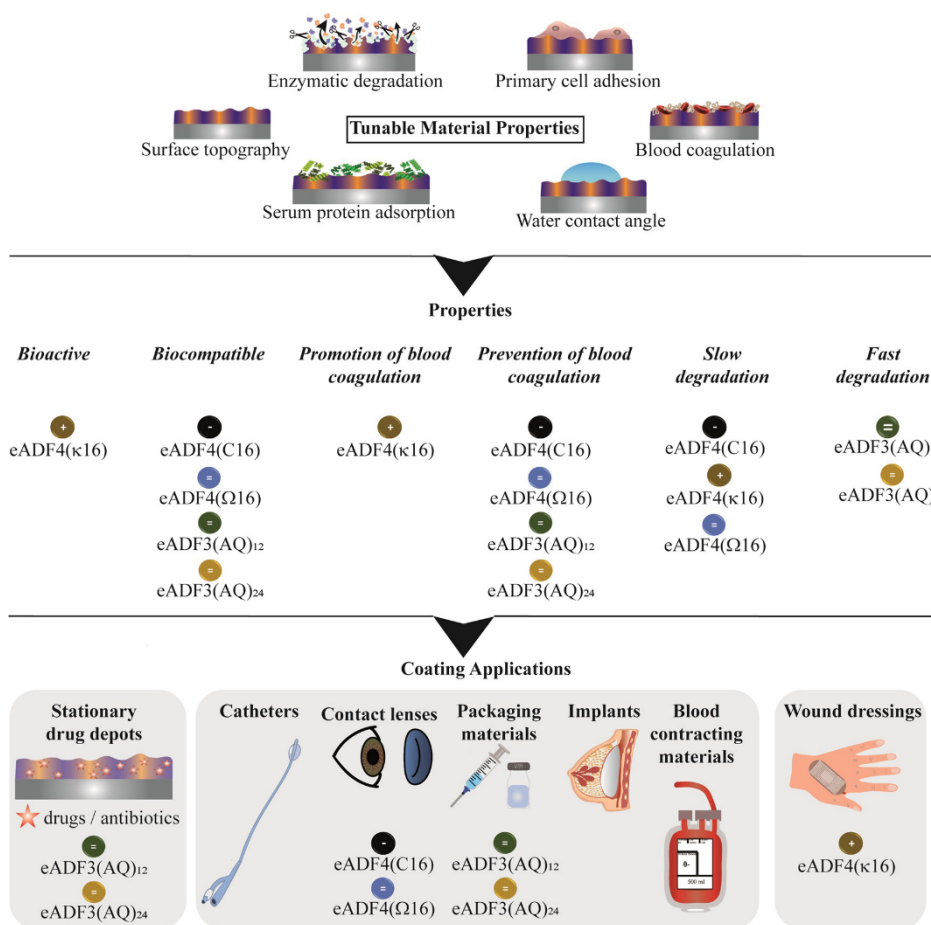 Enzymatic degradation
Primary cell adhesion
Surface topography
Tunable Material Properties
Blood coagulation
Serum protein adsorption
Water contact angle
Properties
Bioactive
Biocompatible
Promotion of blood
coagulation
Prevention of blood
coagulation
Slow
degradation
Fast
degradation
+
eADF4(κ16)
-
eADF4(C16)
=
eADF4(Ω16)
=
eADF3(AQ)₁₂
=
eADF3(AQ)₂₄
+
eADF4(κ16)
-
eADF4(C16)
=
eADF4(Ω16)
=
eADF3(AQ)₁₂
=
eADF3(AQ)₂₄
-
eADF4(C16)
+
eADF4(κ16)
=
eADF4(Ω16)
=
eADF3(AQ)
=
eADF3(AQ)
Coating Applications
Stationary
drug depots
drugs / antibiotics
=
eADF3(AQ)₁₂
=
eADF3(AQ)₂₄
Catheters
Contact lenses
Packaging
materials
Implants
Blood
contracting
materials
-
eADF4(C16)
=
eADF4(Ω16)
=
eADF3(AQ)₁₂
=
eADF3(AQ)₂₄
0-
500 ml
Wound dressings
+
eADF4(κ16)